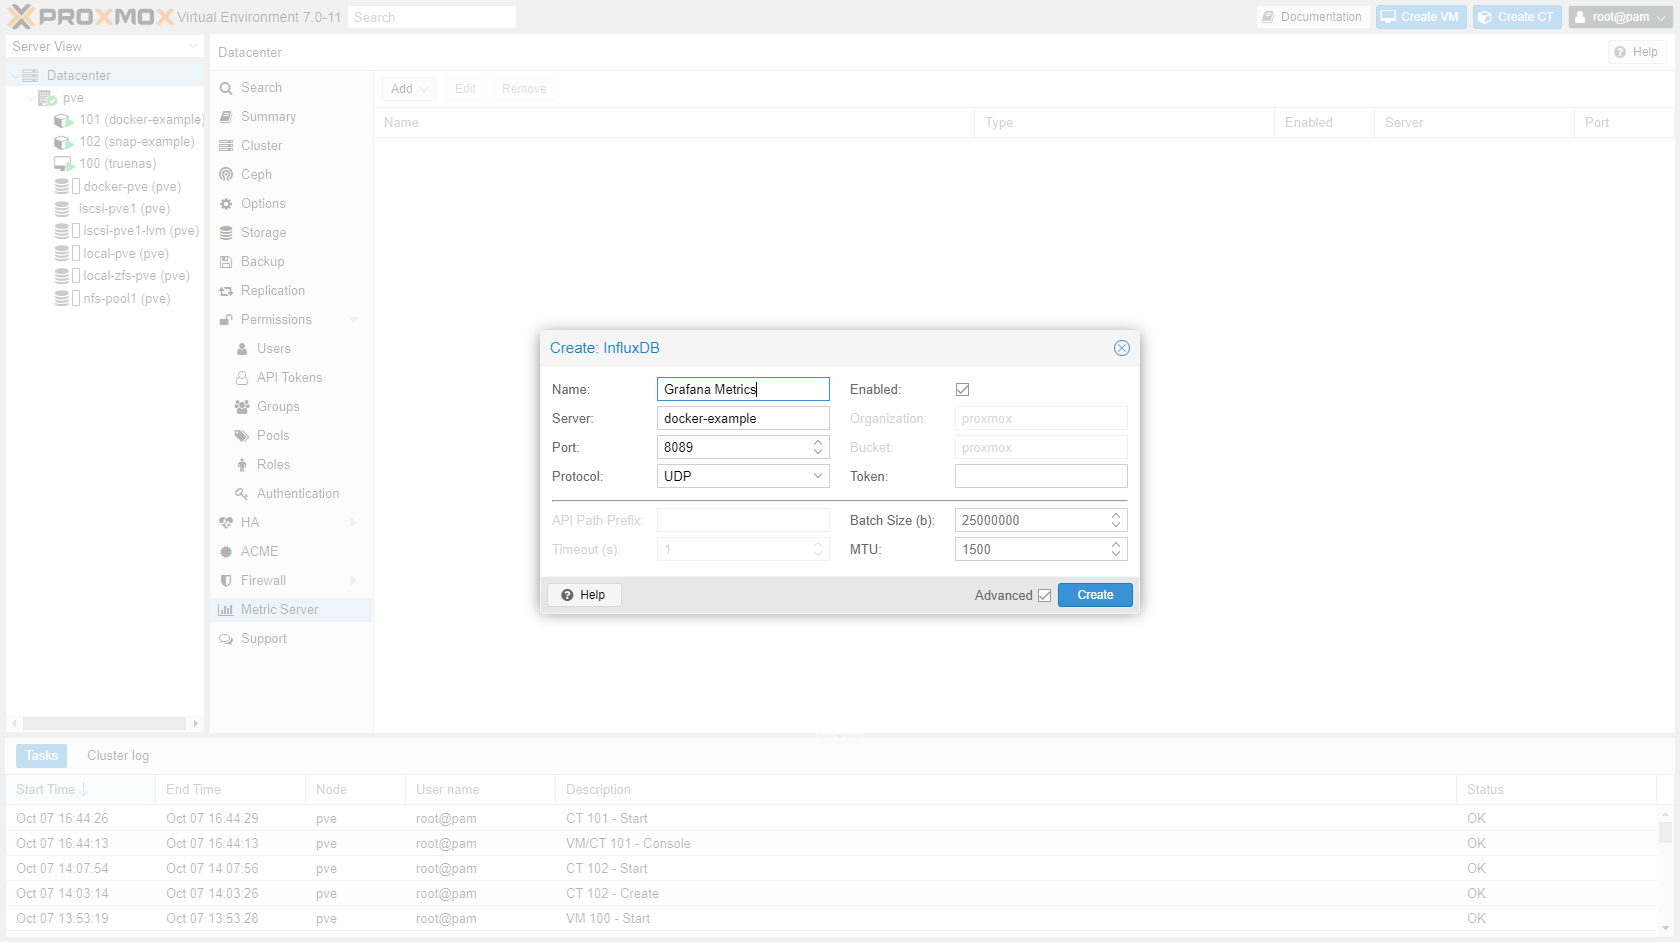 PROXMOX Virtual Environment 7.0-11 Search Documentation Create VM Create CT root@pam
Server View
Datacenter
pve
101 (docker-example)
102 (snap-example)
100 (truenas)
docker-pve (pve)
iscsi-pve1 (pve)
iscsi-pve1-lvm (pve)
local-pve (pve)
local-zfs-pve (pve)
nfs-pool1 (pve)
Datacenter Help
Search
Summary
Cluster
Ceph
Options
Storage
Backup
Replication
Permissions
Users
API Tokens
Groups
Pools
Roles
Authentication
HA
ACME
Firewall
Metric Server
Support
Add Edit Remove
Name Type Enabled Server Port
Create: InfluxDB
Name: Grafana Metrics Enabled:
Server: docker-example Organization: proxmox
Port: 8089 Bucket: proxmox
Protocol: UDP Token:
API Path Prefix: Batch Size (b): 25000000
Timeout (s): 1 MTU: 1500
Help Advanced Create
Tasks Cluster log
Start Time End Time Node User name Description Status
Oct 07 16:44:26 Oct 07 16:44:29 pve root@pam CT 101 - Start OK
Oct 07 16:44:13 Oct 07 16:44:13 pve root@pam VM/CT 101 - Console OK
Oct 07 14:07:54 Oct 07 14:07:56 pve root@pam CT 102 - Start OK
Oct 07 14:03:14 Oct 07 14:03:26 pve root@pam CT 102 - Create OK
Oct 07 13:53:19 Oct 07 13:53:28 pve root@pam VM 100 - Start OK